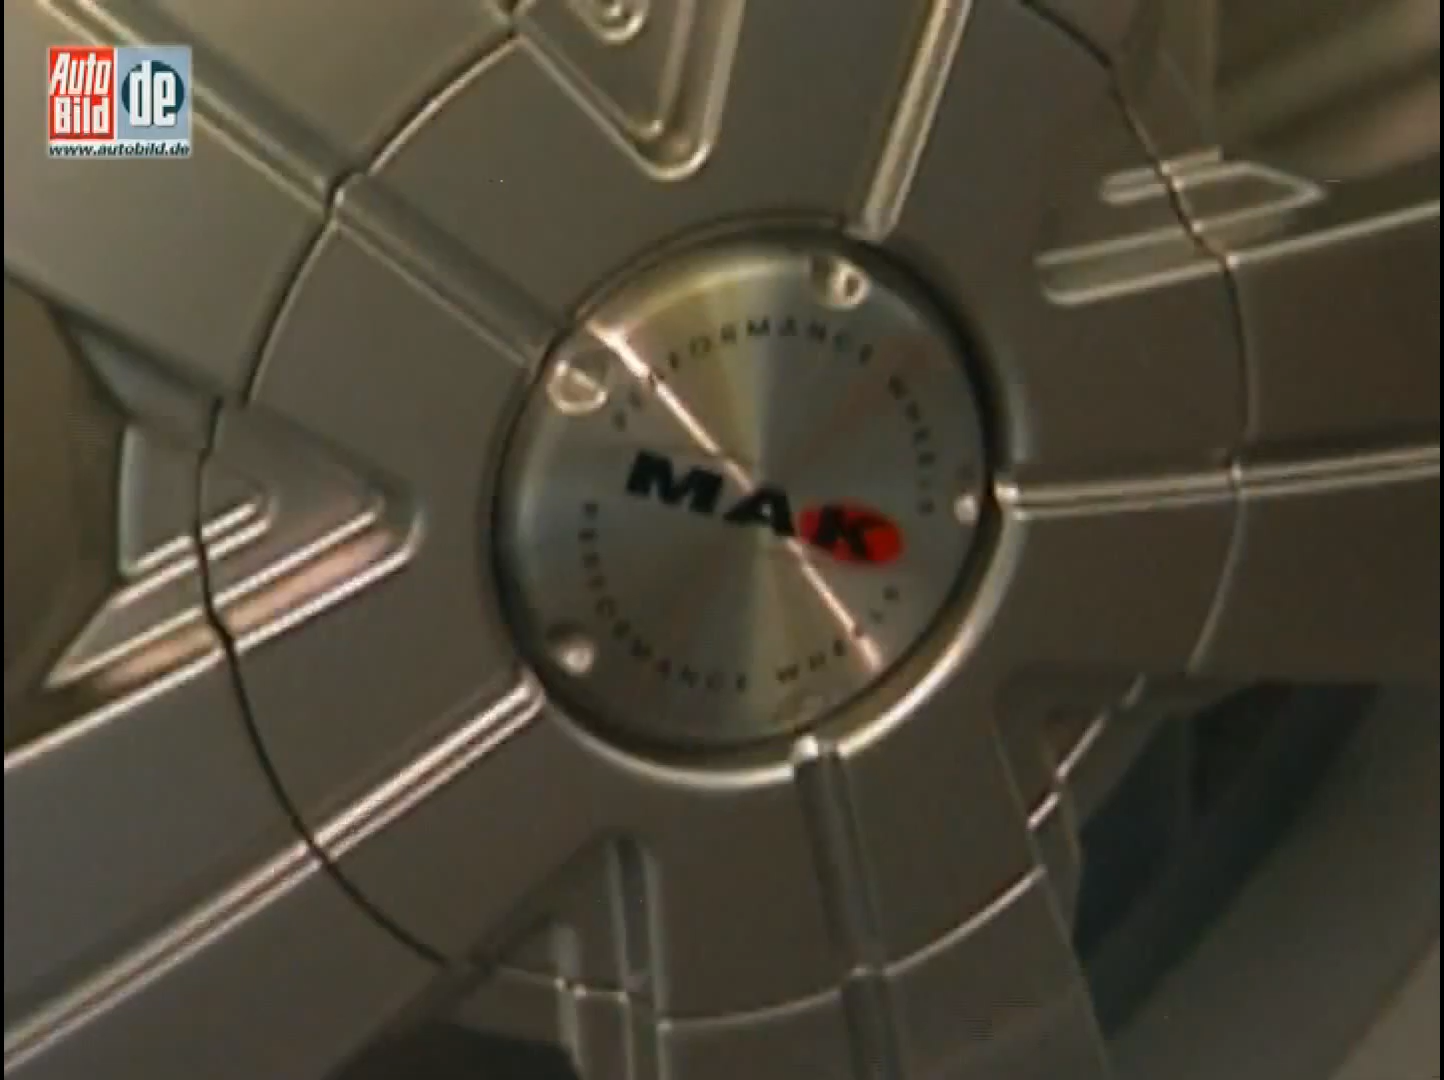 Auto
Bild
de
www.autobild.de
PERFORMANCE WHEELS
MAK
PERFORMANCE WHEELS